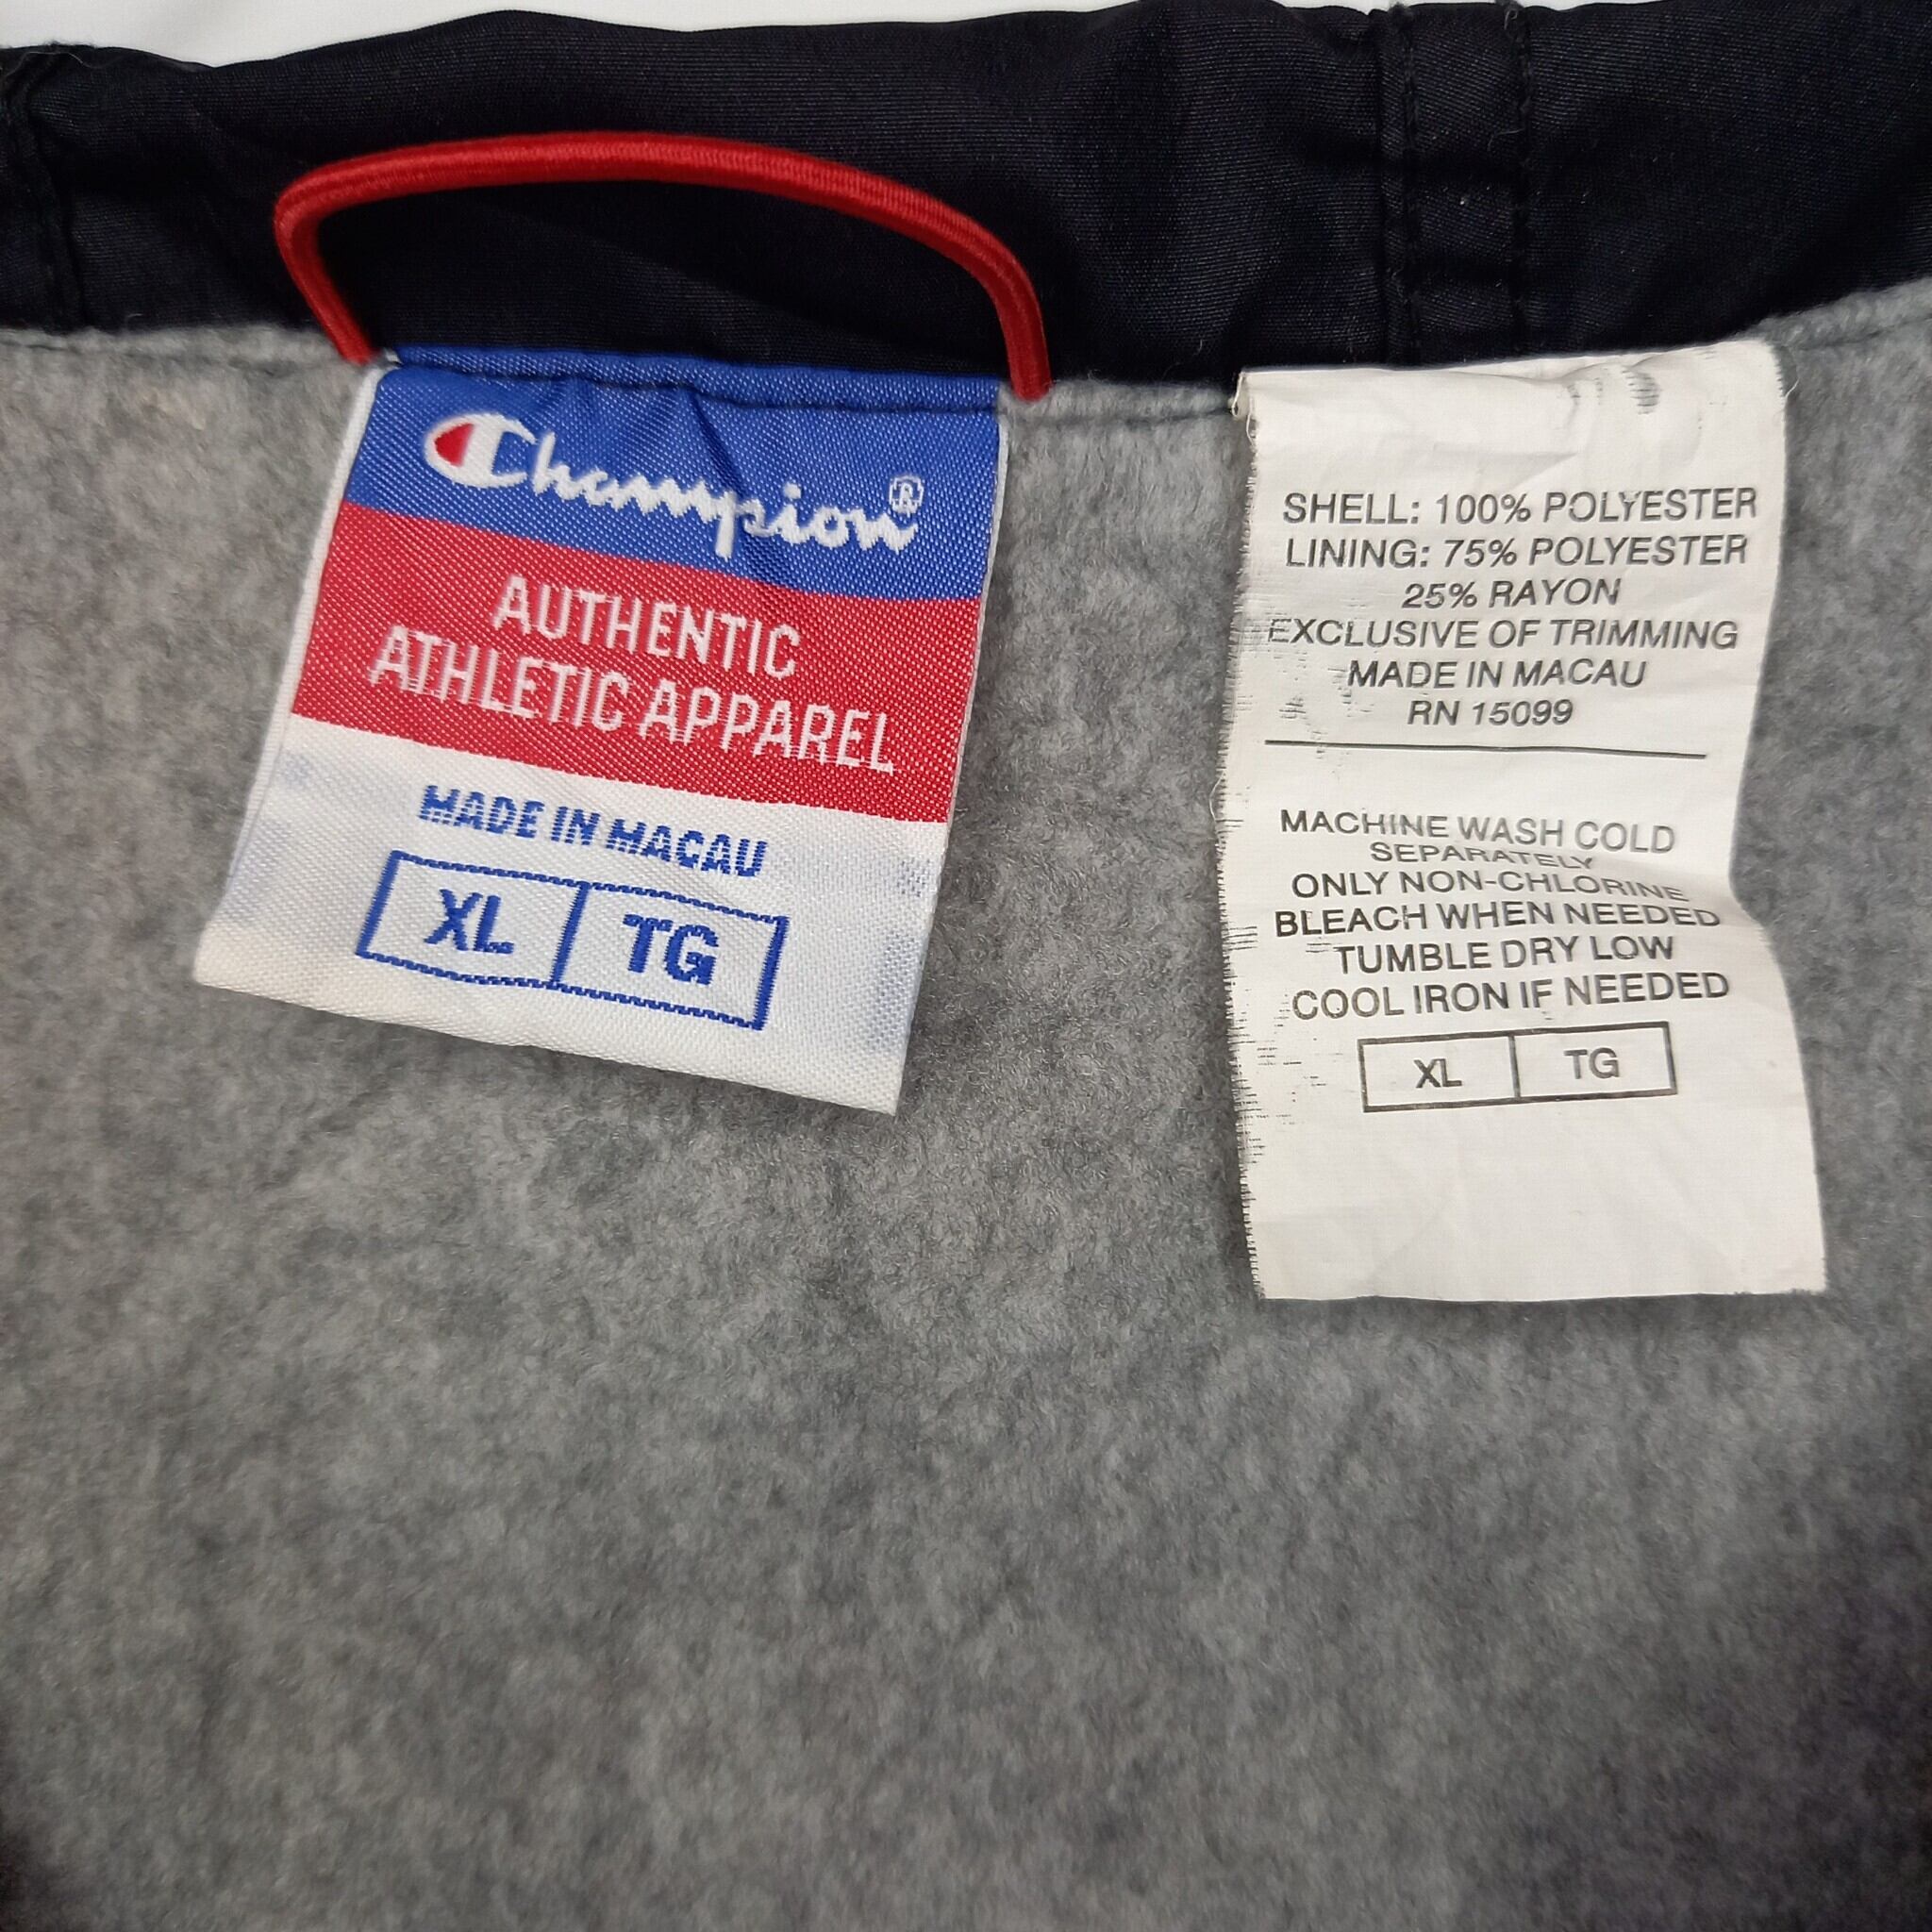 Champion®
AUTHENTIC
ATHLETIC APPAREL
MADE IN MACAU
XL TG
SHELL: 100% POLYESTER
LINING: 75% POLYESTER
25% RAYON
EXCLUSIVE OF TRIMMING
MADE IN MACAU
RN 15099
MACHINE WASH COLD
SEPARATELY
ONLY NON-CHLORINE
BLEACH WHEN NEEDED
TUMBLE DRY LOW
COOL IRON IF NEEDED
XL TG